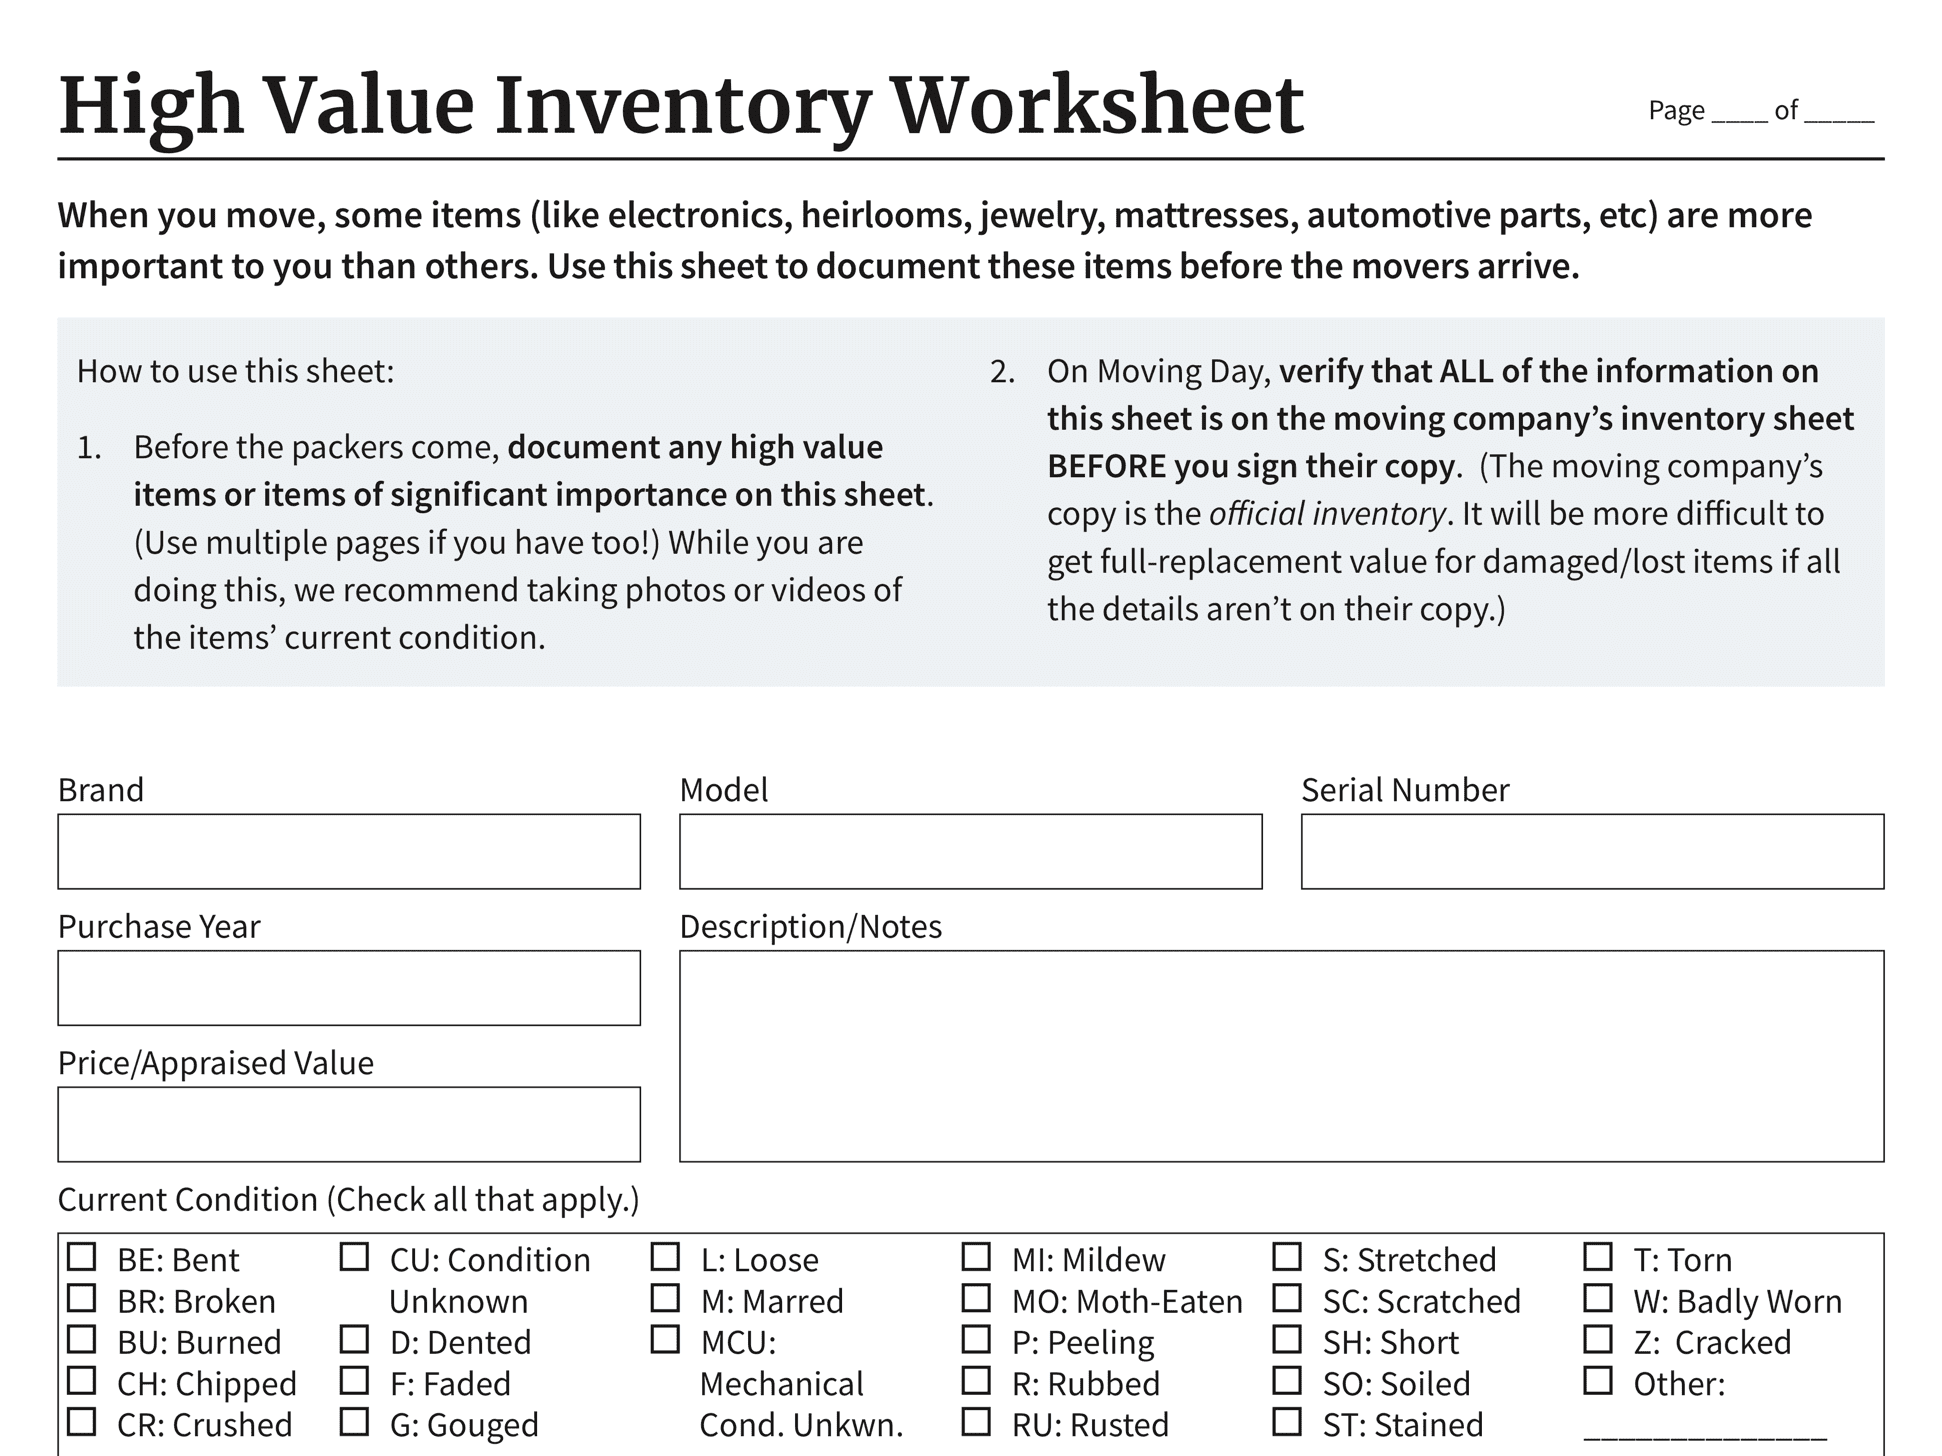 High Value Inventory Worksheet
Page ____ of _____
When you move, some items (like electronics, heirlooms, jewelry, mattresses, automotive parts, etc) are more
important to you than others. Use this sheet to document these items before the movers arrive.
How to use this sheet:
1. Before the packers come, document any high value
items or items of significant importance on this sheet.
(Use multiple pages if you have too!) While you are
doing this, we recommend taking photos or videos of
the items’ current condition.
2. On Moving Day, verify that ALL of the information on
this sheet is on the moving company’s inventory sheet
BEFORE you sign their copy.  (The moving company’s
copy is the official inventory. It will be more difficult to
get full-replacement value for damaged/lost items if all
the details aren’t on their copy.)
Brand
Model
Serial Number
Purchase Year
Description/Notes
Price/Appraised Value
Current Condition (Check all that apply.)
☐ BE: Bent
☐ BR: Broken
☐ BU: Burned
☐ CH: Chipped
☐ CR: Crushed
☐ CU: Condition
Unknown
☐ D: Dented
☐ F: Faded
☐ G: Gouged
☐ L: Loose
☐ M: Marred
☐ MCU:
Mechanical
Cond. Unkwn.
☐ MI: Mildew
☐ MO: Moth-Eaten
☐ P: Peeling
☐ R: Rubbed
☐ RU: Rusted
☐ S: Stretched
☐ SC: Scratched
☐ SH: Short
☐ SO: Soiled
☐ ST: Stained
☐ T: Torn
☐ W: Badly Worn
☐ Z:  Cracked
☐ Other:
______________